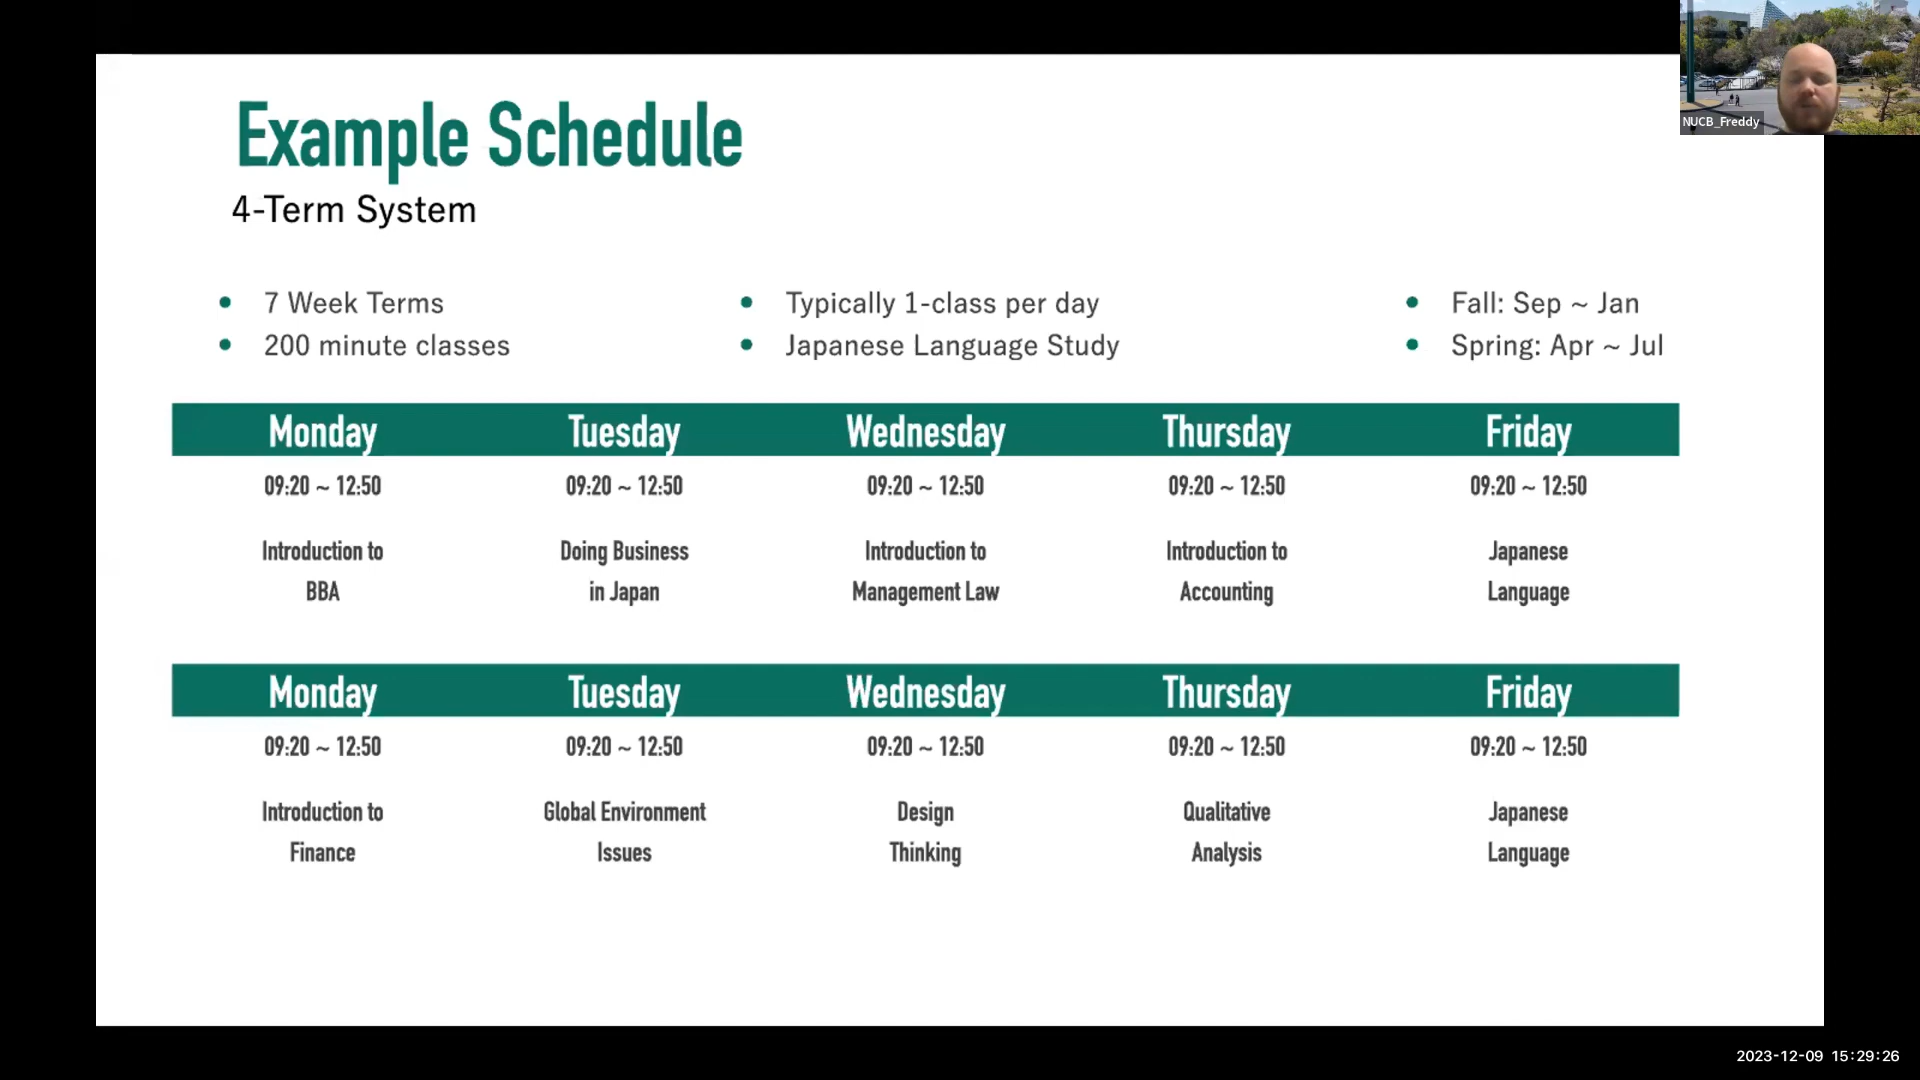 NUCB_Freddy
Example Schedule
4-Term System
• 7 Week Terms
• 200 minute classes
• Typically 1-class per day
• Japanese Language Study
• Fall: Sep ~ Jan
• Spring: Apr ~ Jul
Monday Tuesday Wednesday Thursday Friday
09:20 ~ 12:50 09:20 ~ 12:50 09:20 ~ 12:50 09:20 ~ 12:50 09:20 ~ 12:50
Introduction to Doing Business Introduction to Introduction to Japanese
BBA in Japan Management Law Accounting Language
Monday Tuesday Wednesday Thursday Friday
09:20 ~ 12:50 09:20 ~ 12:50 09:20 ~ 12:50 09:20 ~ 12:50 09:20 ~ 12:50
Introduction to Global Environment Design Qualitative Japanese
Finance Issues Thinking Analysis Language
2023-12-09 15:29:26